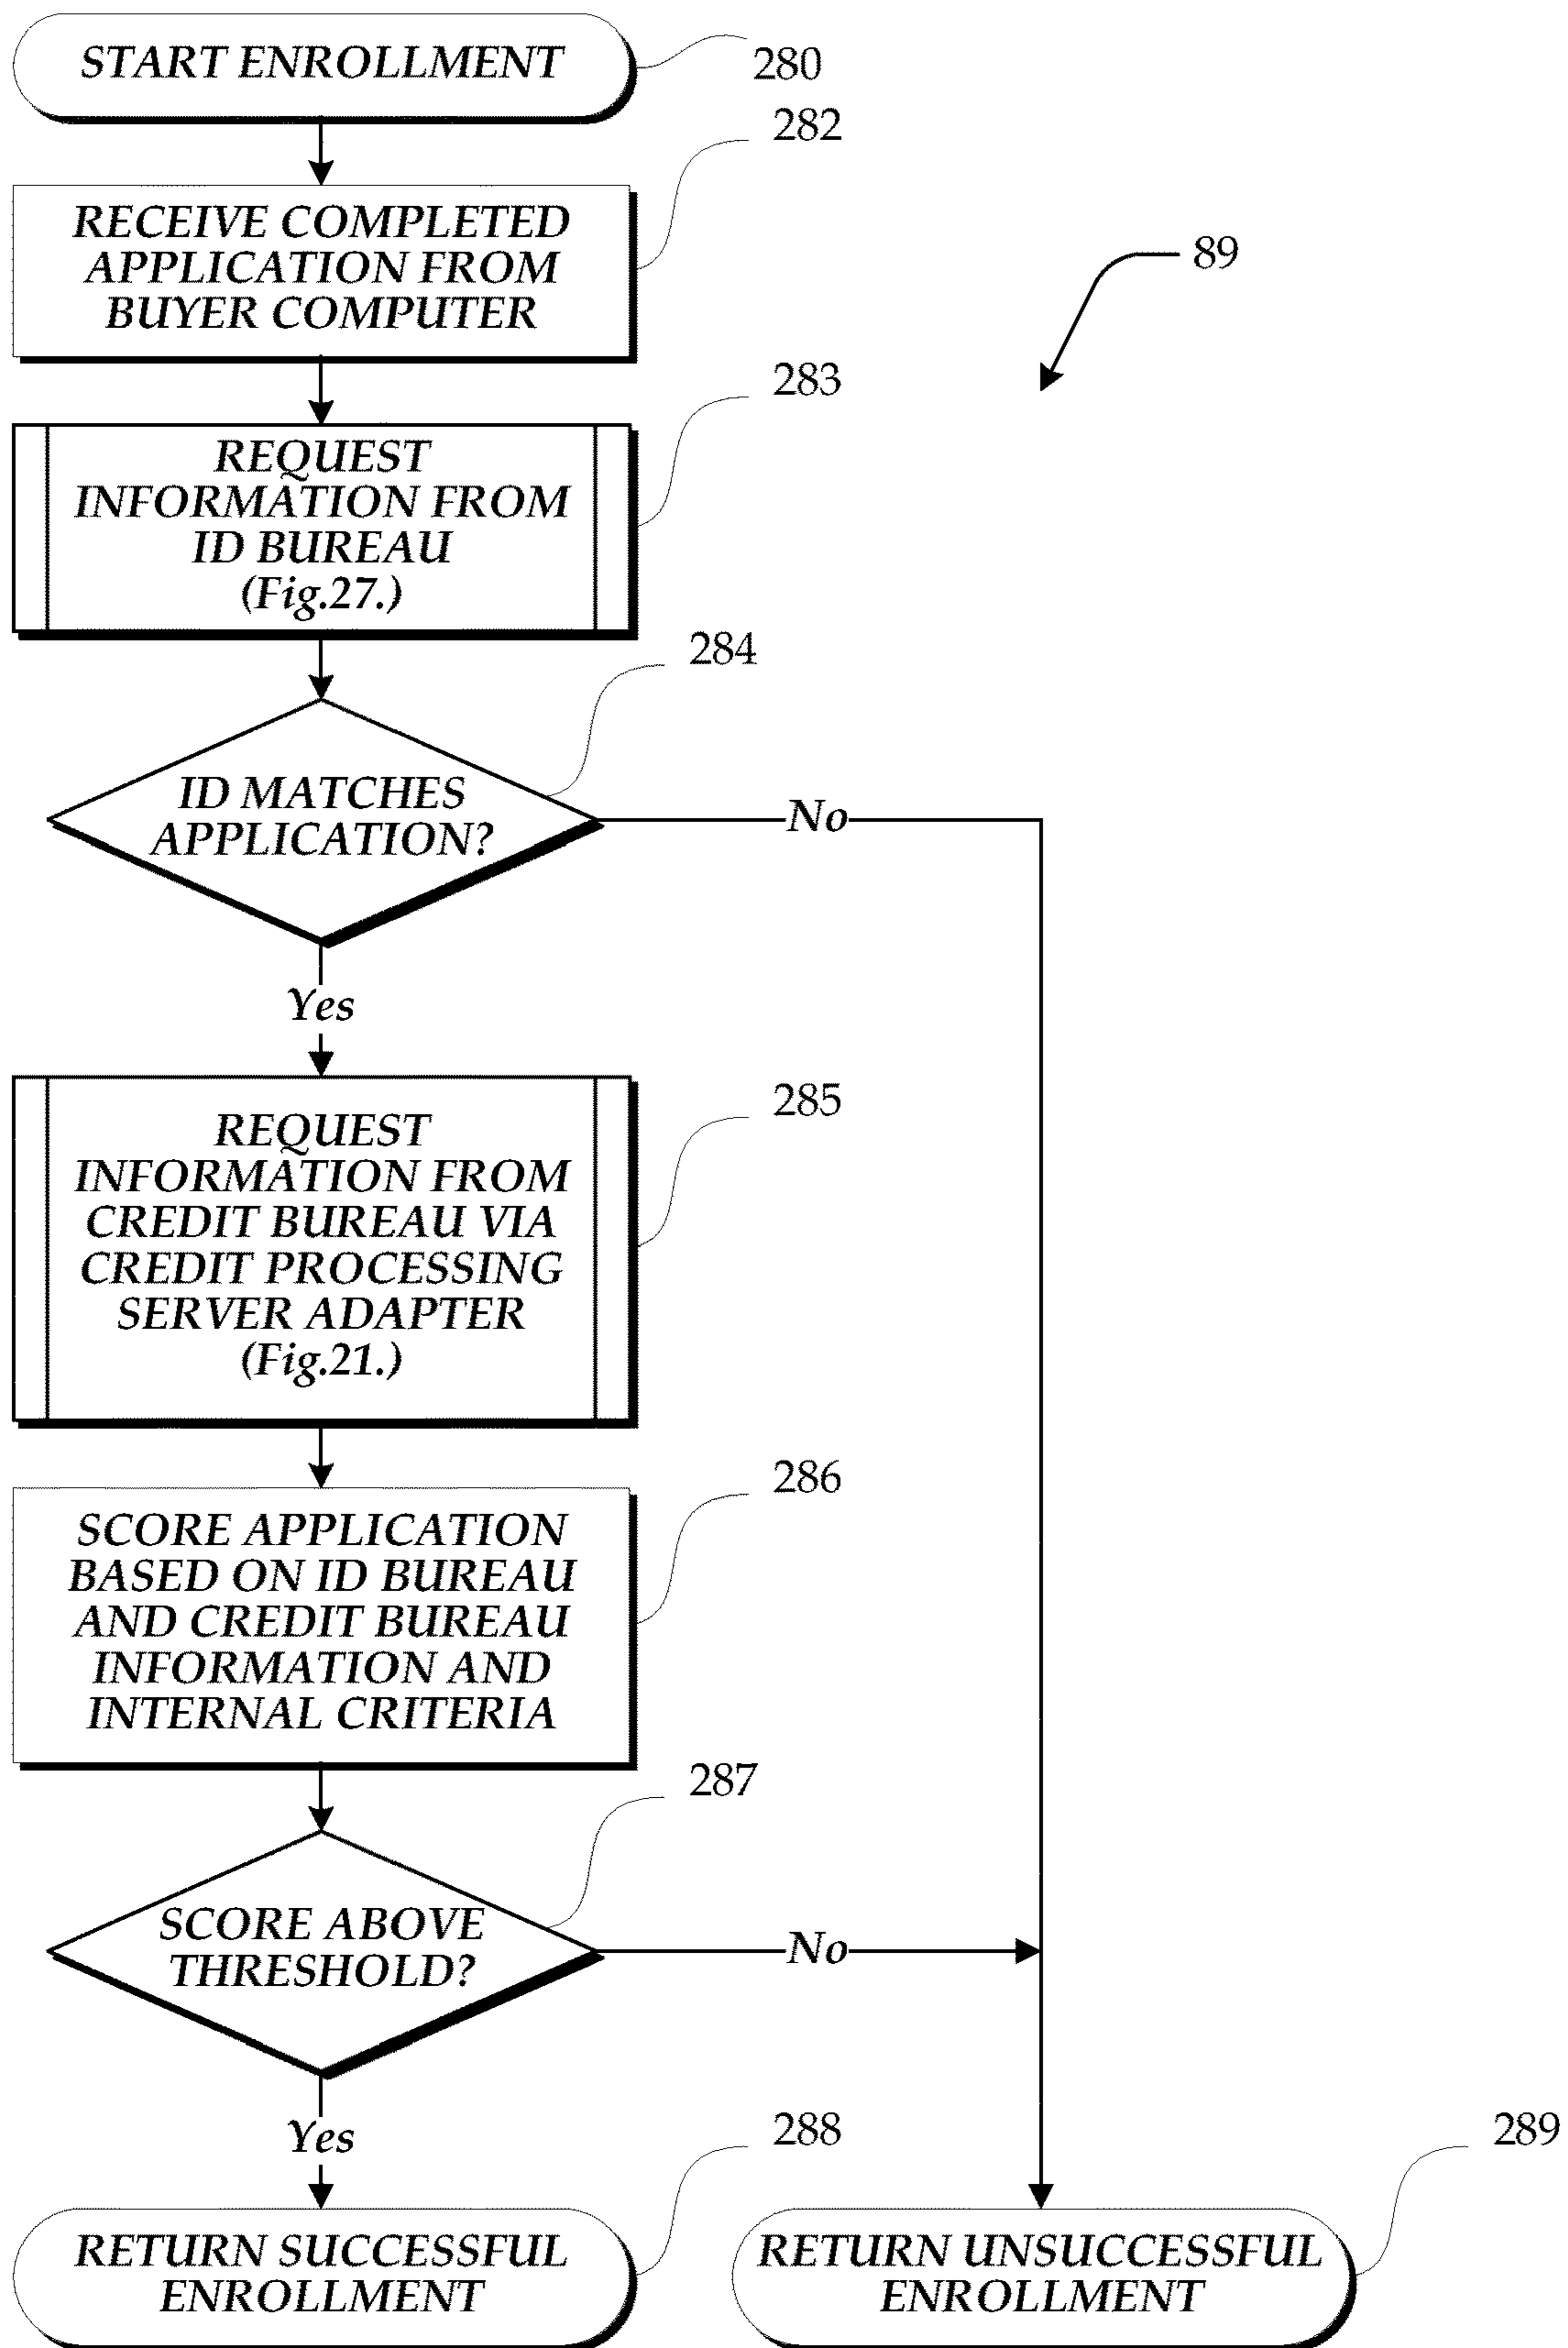 START ENROLLMENT
280
282
RECEIVE COMPLETED
APPLICATION FROM
BUYER COMPUTER
89
283
REQUEST
INFORMATION FROM
ID BUREAU
(Fig.27.)
284
ID MATCHES
APPLICATION?
No
Yes
285
REQUEST
INFORMATION FROM
CREDIT BUREAU VIA
CREDIT PROCESSING
SERVER ADAPTER
(Fig.21.)
286
SCORE APPLICATION
BASED ON ID BUREAU
AND CREDIT BUREAU
INFORMATION AND
INTERNAL CRITERIA
287
SCORE ABOVE
THRESHOLD?
No
Yes
288
289
RETURN SUCCESSFUL
ENROLLMENT
RETURN UNSUCCESSFUL
ENROLLMENT